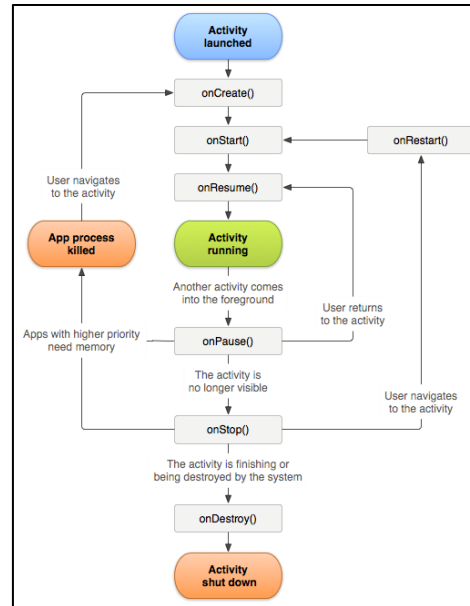 Activity
launched
onCreate()
onStart()
onRestart()
User navigates
to the activity
onResume()
App process
killed
Activity
running
Another activity comes
into the foreground
User returns
to the activity
Apps with higher priority
need memory
onPause()
The activity is
no longer visible
User navigates
to the activity
onStop()
The activity is finishing or
being destroyed by the system
onDestroy()
Activity
shut down